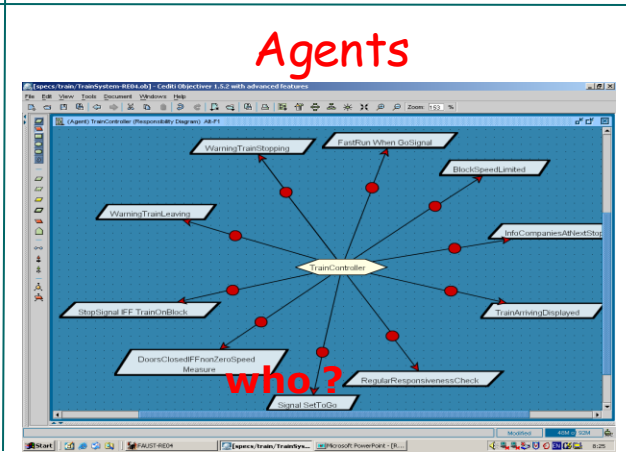 Agents
[specs/train/TrainSystem-RE04.ob] - Cediti Objectiver 1.5.2 with advanced features
File Edit View Tools Document Windows Help
Zoom: 153 %
(Agent) TrainController (Responsibility Diagram) Alt-F1
WarningTrainStopping
FastRun When GoSignal
BlockSpeedLimited
WarningTrainLeaving
InfoCompaniesAtNextStop
TrainController
StopSignal IFF TrainOnBlock
TrainArrivingDisplayed
DoorsClosedIFFnonZeroSpeed
Measure
who ?
RegularResponsivenessCheck
Signal SetToGo
Modified
Start
FAUST-RE04
[specs/train/TrainSys...
Microsoft PowerPoint - [R...
6:25